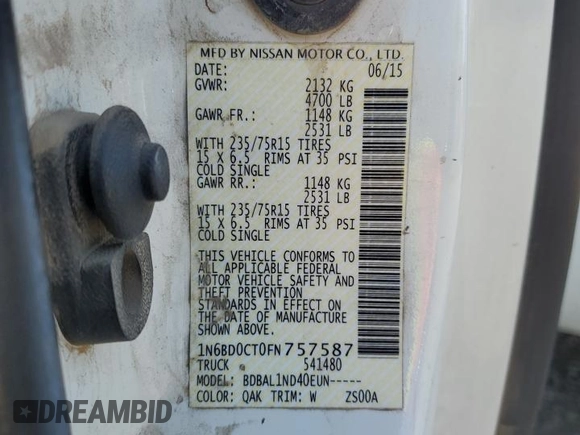 MFD BY NISSAN MOTOR CO., LTD.
DATE: 06/15
GVWR: 2132 KG
4700 LB
GAWR FR.: 1148 KG
2531 LB
WITH 235/75R15 TIRES
15 X 6.5 RIMS AT 35 PSI
COLD SINGLE
GAWR RR.: 1148 KG
2531 LB
WITH 235/75R15 TIRES
15 X 6.5 RIMS AT 35 PSI
COLD SINGLE
THIS VEHICLE CONFORMS TO
ALL APPLICABLE FEDERAL
MOTOR VEHICLE SAFETY AND
THEFT PREVENTION
STANDARDS IN EFFECT ON
THE DATE OF MANUFACTURE
SHOWN ABOVE.
1N6BD0CT0FN757587
TRUCK 541480
MODEL: BDBAL1ND40EUN-----
COLOR: QAK TRIM: W ZS00A
DREAMBID